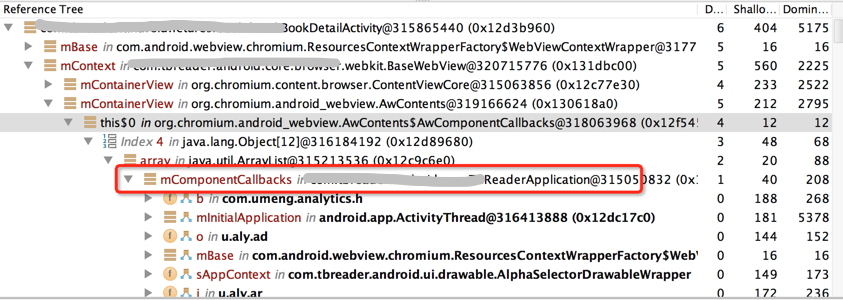 Reference Tree D... Shallo... Domin...
BookDetailActivity@315865440 (0x12d3b960) 6 404 5175
mBase in com.android.webview.chromium.ResourcesContextWrapperFactory$WebViewContextWrapper@3177 5 16 16
mContext in com.tbreader.android.core.browser.webkit.BaseWebView@320715776 (0x131dbc00) 5 560 2225
mContainerView in org.chromium.content.browser.ContentViewCore@315063856 (0x12c77e30) 4 233 2522
mContainerView in org.chromium.android_webview.AwContents@319166624 (0x130618a0) 5 212 2795
this$0 in org.chromium.android_webview.AwContents$AwComponentCallbacks@318063968 (0x12f545 4 12 12
Index 4 in java.lang.Object[12]@316184192 (0x12d89680) 3 48 68
array in java.util.ArrayList@315213536 (0x12c9c6e0) 2 20 88
mComponentCallbacks in ReaderApplication@315050832 (0x1 1 40 208
b in com.umeng.analytics.h 0 188 268
mInitialApplication in android.app.ActivityThread@316413888 (0x12dc17c0) 0 181 5378
o in u.aly.ad 0 144 152
mBase in com.android.webview.chromium.ResourcesContextWrapperFactory$Web 0 16 16
sAppContext in com.tbreader.android.ui.drawable.AlphaSelectorDrawableWrapper 0 149 173
i in u.aly.ar 0 172 236